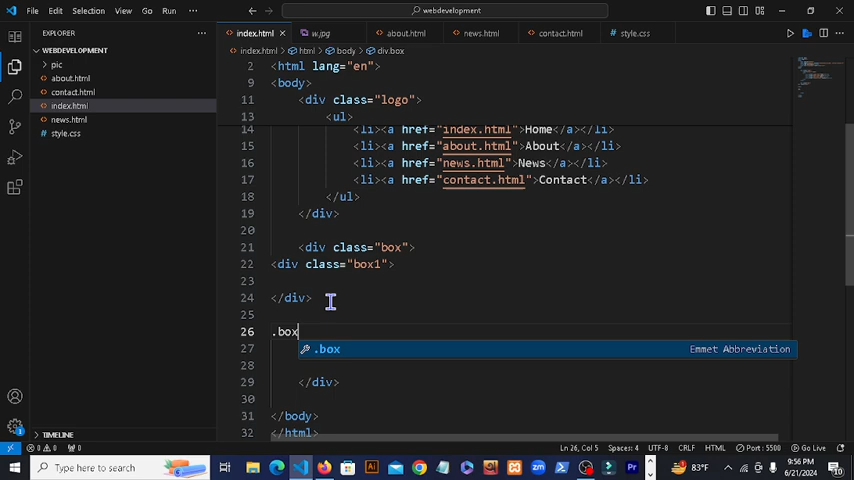 File Edit Selection View Go Run ··· webdevelopment
EXPLORER ··· index.html w.jpg about.html news.html contact.html style.css
index.html > html > body > div.box
WEBDEVELOPMENT
pic
about.html
contact.html
index.html
news.html
style.css
2 <html lang="en">
9 <body>
11 <div class="logo">
13 <ul>
14 <li><a href="index.html">Home</a></li>
15 <li><a href="about.html">About</a></li>
16 <li><a href="news.html">News</a></li>
17 <li><a href="contact.html">Contact</a></li>
18 </ul>
19 </div>
20
21 <div class="box">
22 <div class="box1">
23
24 </div>
25
26 .box
27 .box Emmet Abbreviation
28
29 </div>
30
31 </body>
32 </html>
TIMELINE
0 0 0 Ln 26, Col 5 Spaces: 4 UTF-8 CRLF HTML Port : 5500 Go Live
Type here to search 83°F 9:56 PM
6/21/2024